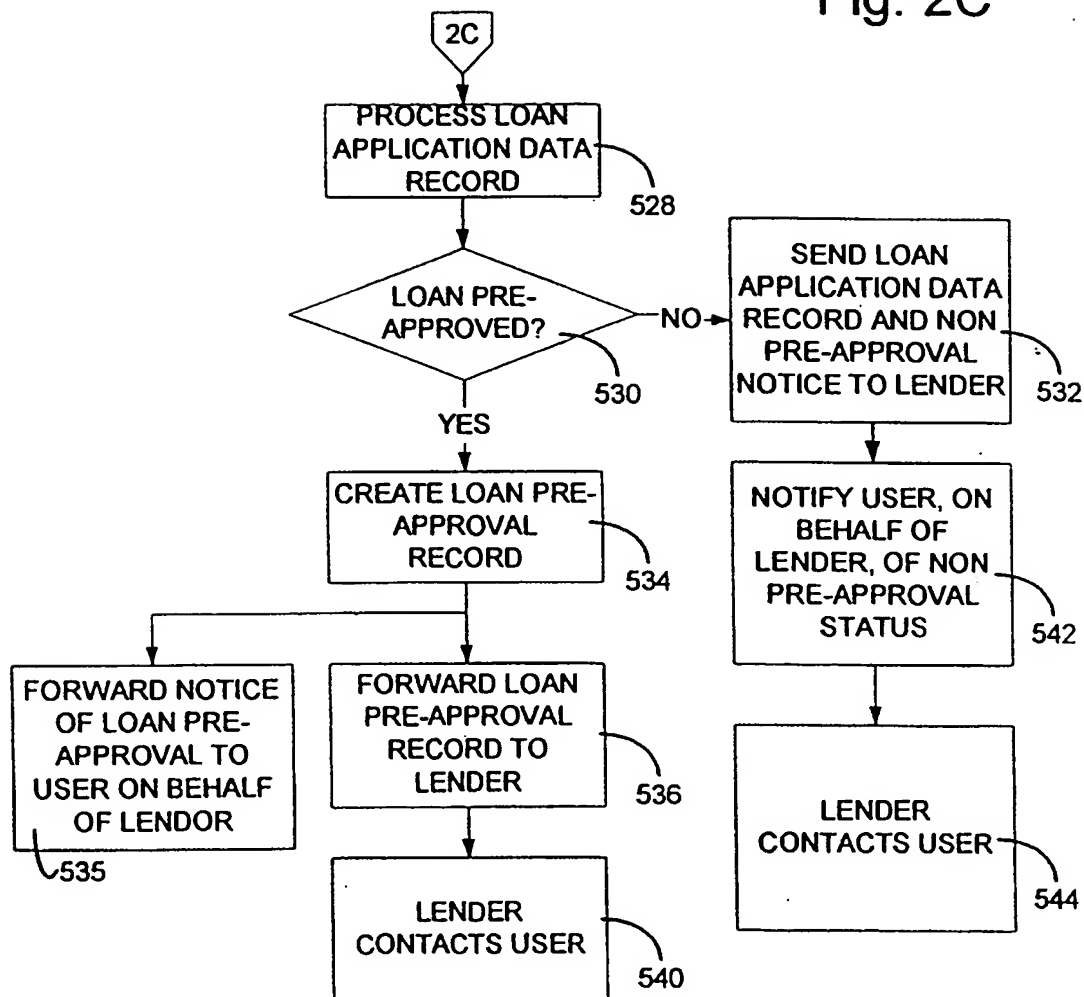 Fig. 2C
2C
PROCESS LOAN
APPLICATION DATA
RECORD
528
LOAN PRE-
APPROVED?
530
NO
SEND LOAN
APPLICATION DATA
RECORD AND NON
PRE-APPROVAL
NOTICE TO LENDER
532
YES
CREATE LOAN PRE-
APPROVAL
RECORD
534
NOTIFY USER, ON
BEHALF OF
LENDER, OF NON
PRE-APPROVAL
STATUS
542
FORWARD NOTICE
OF LOAN PRE-
APPROVAL TO
USER ON BEHALF
OF LENDOR
535
FORWARD LOAN
PRE-APPROVAL
RECORD TO
LENDER
536
LENDER
CONTACTS USER
544
LENDER
CONTACTS USER
540